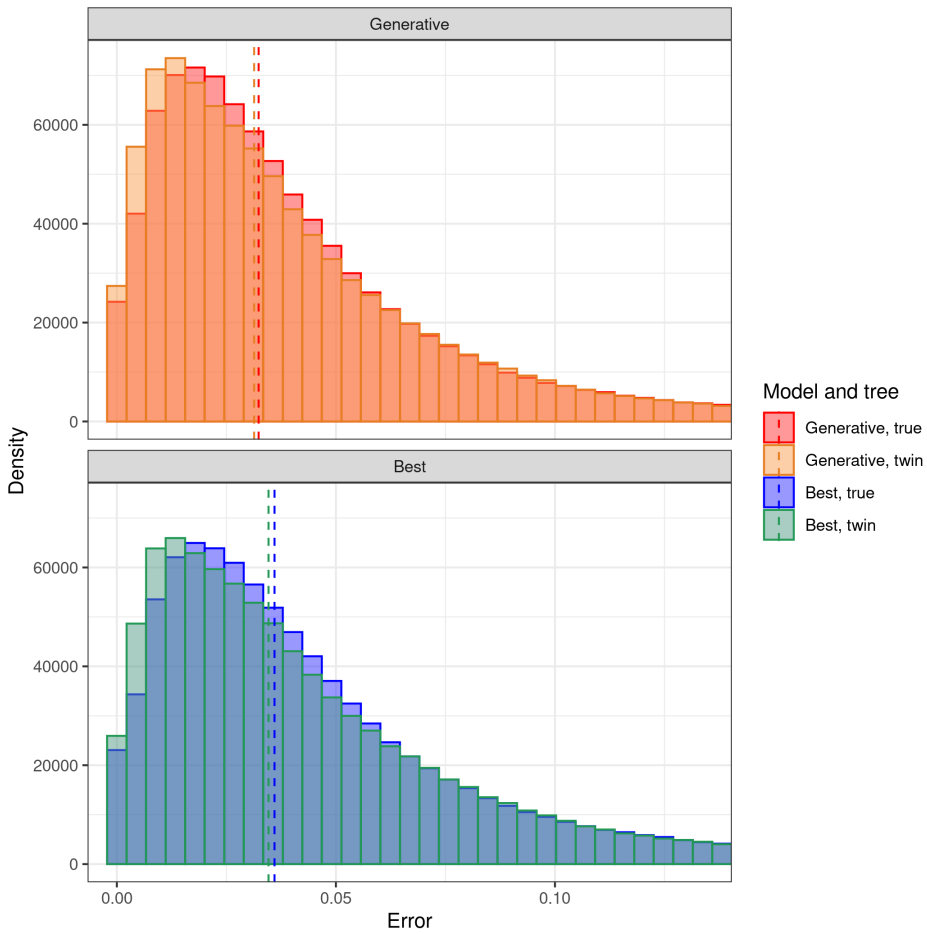 Generative
60000
40000
20000
0
Best
60000
40000
20000
0
0.00 0.05 0.10
Error
Density
Model and tree
Generative, true
Generative, twin
Best, true
Best, twin